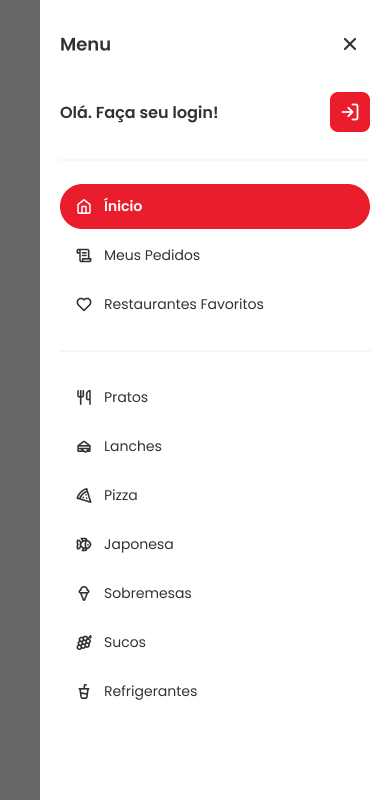 Menu
Olá. Faça seu login!
Ínicio
Meus Pedidos
Restaurantes Favoritos
Pratos
Lanches
Pizza
Japonesa
Sobremesas
Sucos
Refrigerantes